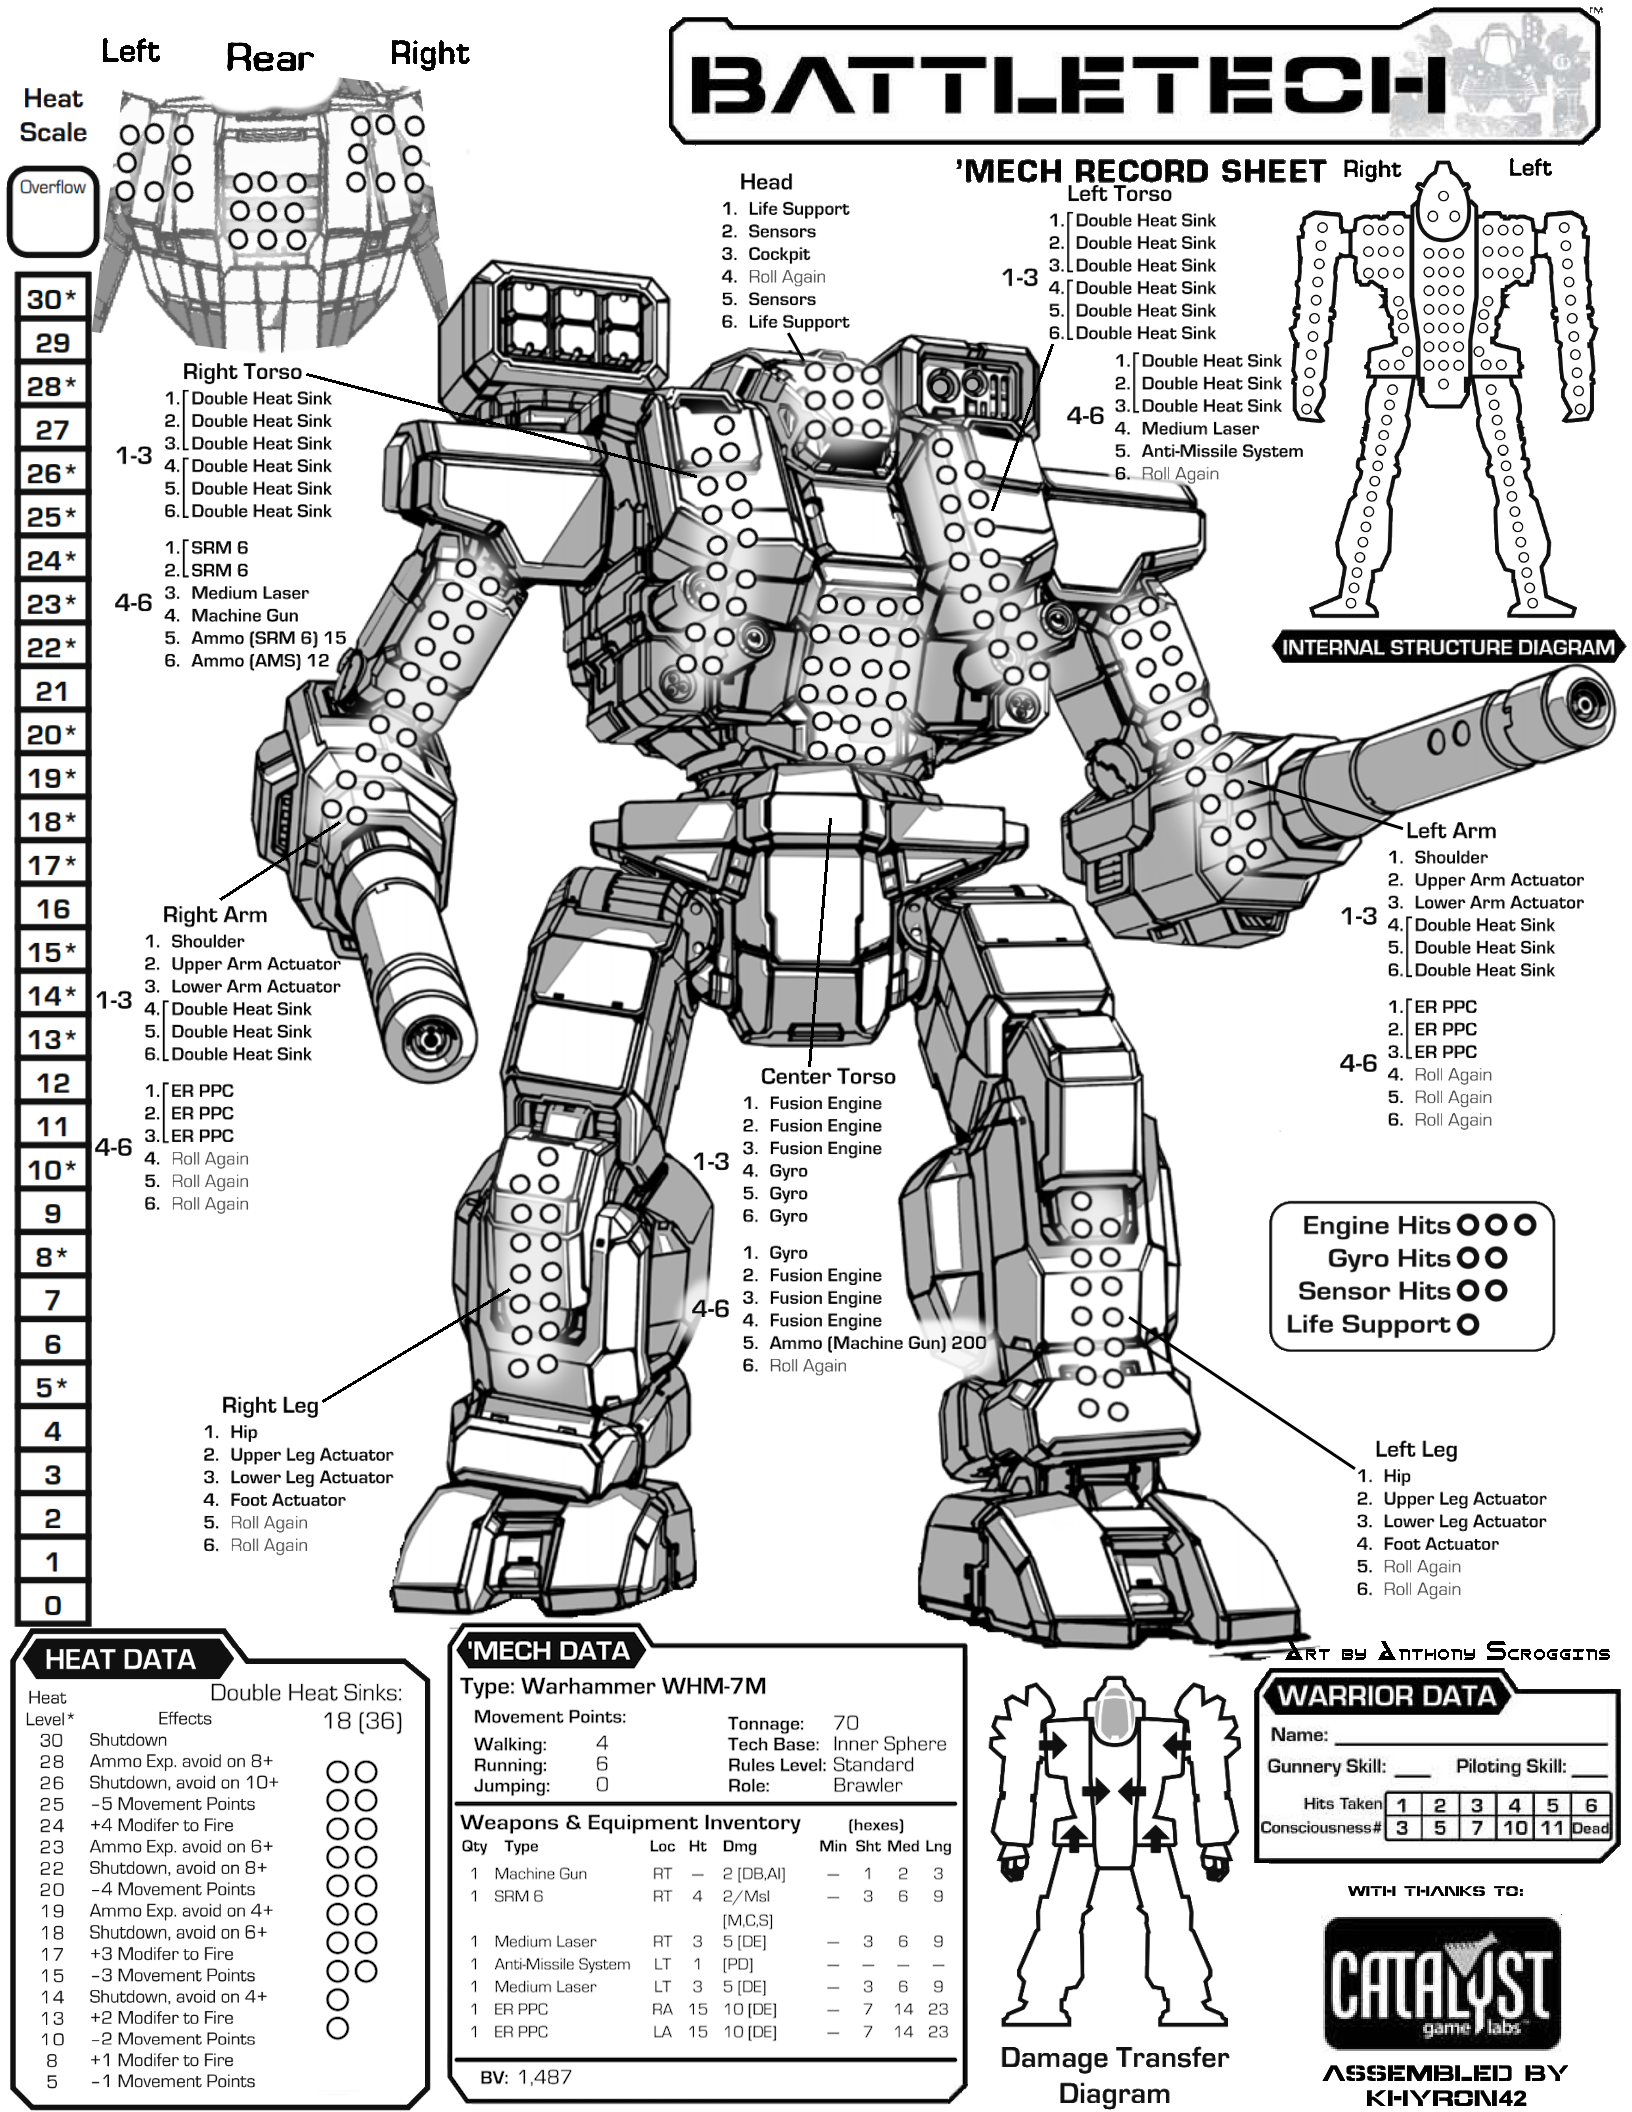 Left Rear Right
BATTLETECH
TM
Heat
Scale
Overflow
30*
29
28*
27
26*
25*
24*
23*
22*
21
20*
19*
18*
17*
16
15*
14*
13*
12
11
10*
9
8*
7
6
5*
4
3
2
1
0
'MECH RECORD SHEET
Head
1. Life Support
2. Sensors
3. Cockpit
4. Roll Again
5. Sensors
6. Life Support
Left Torso
1-3
1. Double Heat Sink
2. Double Heat Sink
3. Double Heat Sink
4. Double Heat Sink
5. Double Heat Sink
6. Double Heat Sink
4-6
1. Double Heat Sink
2. Double Heat Sink
3. Double Heat Sink
4. Medium Laser
5. Anti-Missile System
6. Roll Again
Right Left
INTERNAL STRUCTURE DIAGRAM
Right Torso
1-3
1. Double Heat Sink
2. Double Heat Sink
3. Double Heat Sink
4. Double Heat Sink
5. Double Heat Sink
6. Double Heat Sink
4-6
1. SRM 6
2. SRM 6
3. Medium Laser
4. Machine Gun
5. Ammo (SRM 6) 15
6. Ammo (AMS) 12
Left Arm
1-3
1. Shoulder
2. Upper Arm Actuator
3. Lower Arm Actuator
4. Double Heat Sink
5. Double Heat Sink
6. Double Heat Sink
4-6
1. ER PPC
2. ER PPC
3. ER PPC
4. Roll Again
5. Roll Again
6. Roll Again
Right Arm
1-3
1. Shoulder
2. Upper Arm Actuator
3. Lower Arm Actuator
4. Double Heat Sink
5. Double Heat Sink
6. Double Heat Sink
4-6
1. ER PPC
2. ER PPC
3. ER PPC
4. Roll Again
5. Roll Again
6. Roll Again
Center Torso
1-3
1. Fusion Engine
2. Fusion Engine
3. Fusion Engine
4. Gyro
5. Gyro
6. Gyro
4-6
1. Gyro
2. Fusion Engine
3. Fusion Engine
4. Fusion Engine
5. Ammo (Machine Gun) 200
6. Roll Again
Engine Hits
Gyro Hits
Sensor Hits
Life Support
Right Leg
1. Hip
2. Upper Leg Actuator
3. Lower Leg Actuator
4. Foot Actuator
5. Roll Again
6. Roll Again
Left Leg
1. Hip
2. Upper Leg Actuator
3. Lower Leg Actuator
4. Foot Actuator
5. Roll Again
6. Roll Again
Art by Anthony Scroggins
HEAT DATA
Double Heat Sinks:
18 (36)
Heat
Level* Effects
30 Shutdown
28 Ammo Exp. avoid on 8+
26 Shutdown, avoid on 10+
25 -5 Movement Points
24 +4 Modifer to Fire
23 Ammo Exp. avoid on 6+
22 Shutdown, avoid on 8+
20 -4 Movement Points
19 Ammo Exp. avoid on 4+
18 Shutdown, avoid on 6+
17 +3 Modifer to Fire
15 -3 Movement Points
14 Shutdown, avoid on 4+
13 +2 Modifer to Fire
10 -2 Movement Points
8 +1 Modifer to Fire
5 -1 Movement Points
'MECH DATA
Type: Warhammer WHM-7M
Movement Points:
Walking: 4
Running: 6
Jumping: 0
Tonnage: 70
Tech Base: Inner Sphere
Rules Level: Standard
Role: Brawler
Weapons & Equipment Inventory (hexes)
Qty Type Loc Ht Dmg Min Sht Med Lng
1 Machine Gun RT – 2 [DB,AI] – 1 2 3
1 SRM 6 RT 4 2/Msl – 3 6 9
[M,C,S]
1 Medium Laser RT 3 5 [DE] – 3 6 9
1 Anti-Missile System LT 1 [PD] – – – –
1 Medium Laser LT 3 5 [DE] – 3 6 9
1 ER PPC RA 15 10 [DE] – 7 14 23
1 ER PPC LA 15 10 [DE] – 7 14 23
BV: 1,487
Damage Transfer
Diagram
WARRIOR DATA
Name:
Gunnery Skill: Piloting Skill:
Hits Taken 1 2 3 4 5 6
Consciousness# 3 5 7 10 11 Dead
WITH THANKS TO:
CATALYST
game labs
ASSEMBLED BY
KHYRON42